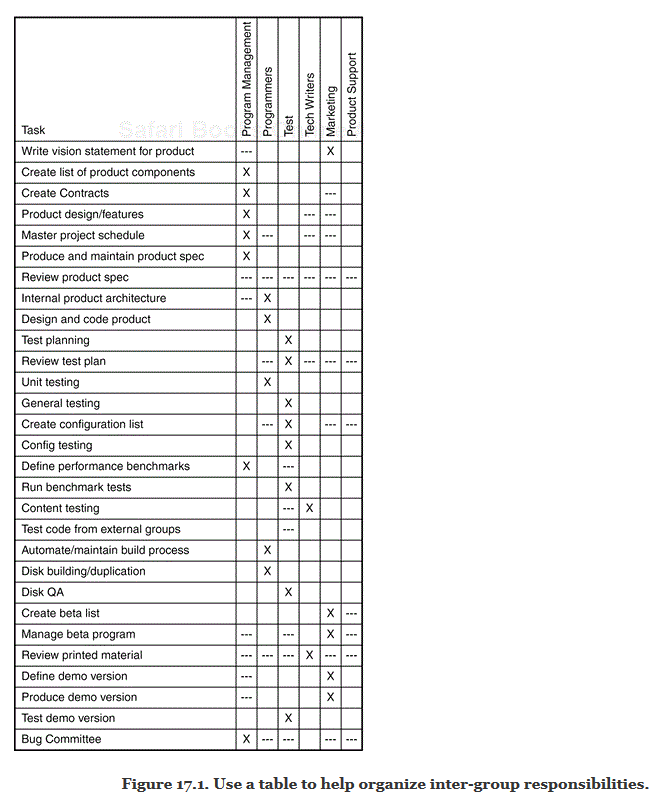 Task Program Management Programmers Test Tech Writers Marketing Product Support
Safari Boo
Write vision statement for product --- X
Create list of product components X
Create Contracts X ---
Product design/features X --- ---
Master project schedule X --- --- ---
Produce and maintain product spec X
Review product spec --- --- --- --- --- ---
Internal product architecture --- X
Design and code product X
Test planning X
Review test plan --- X --- --- ---
Unit testing X
General testing X
Create configuration list --- X --- ---
Config testing X
Define performance benchmarks X ---
Run benchmark tests X
Content testing --- X
Test code from external groups ---
Automate/maintain build process X
Disk building/duplication X
Disk QA X
Create beta list X ---
Manage beta program --- --- X ---
Review printed material --- --- --- X --- ---
Define demo version --- X
Produce demo version --- X
Test demo version X
Bug Committee X --- --- --- ---
Figure 17.1. Use a table to help organize inter-group responsibilities.